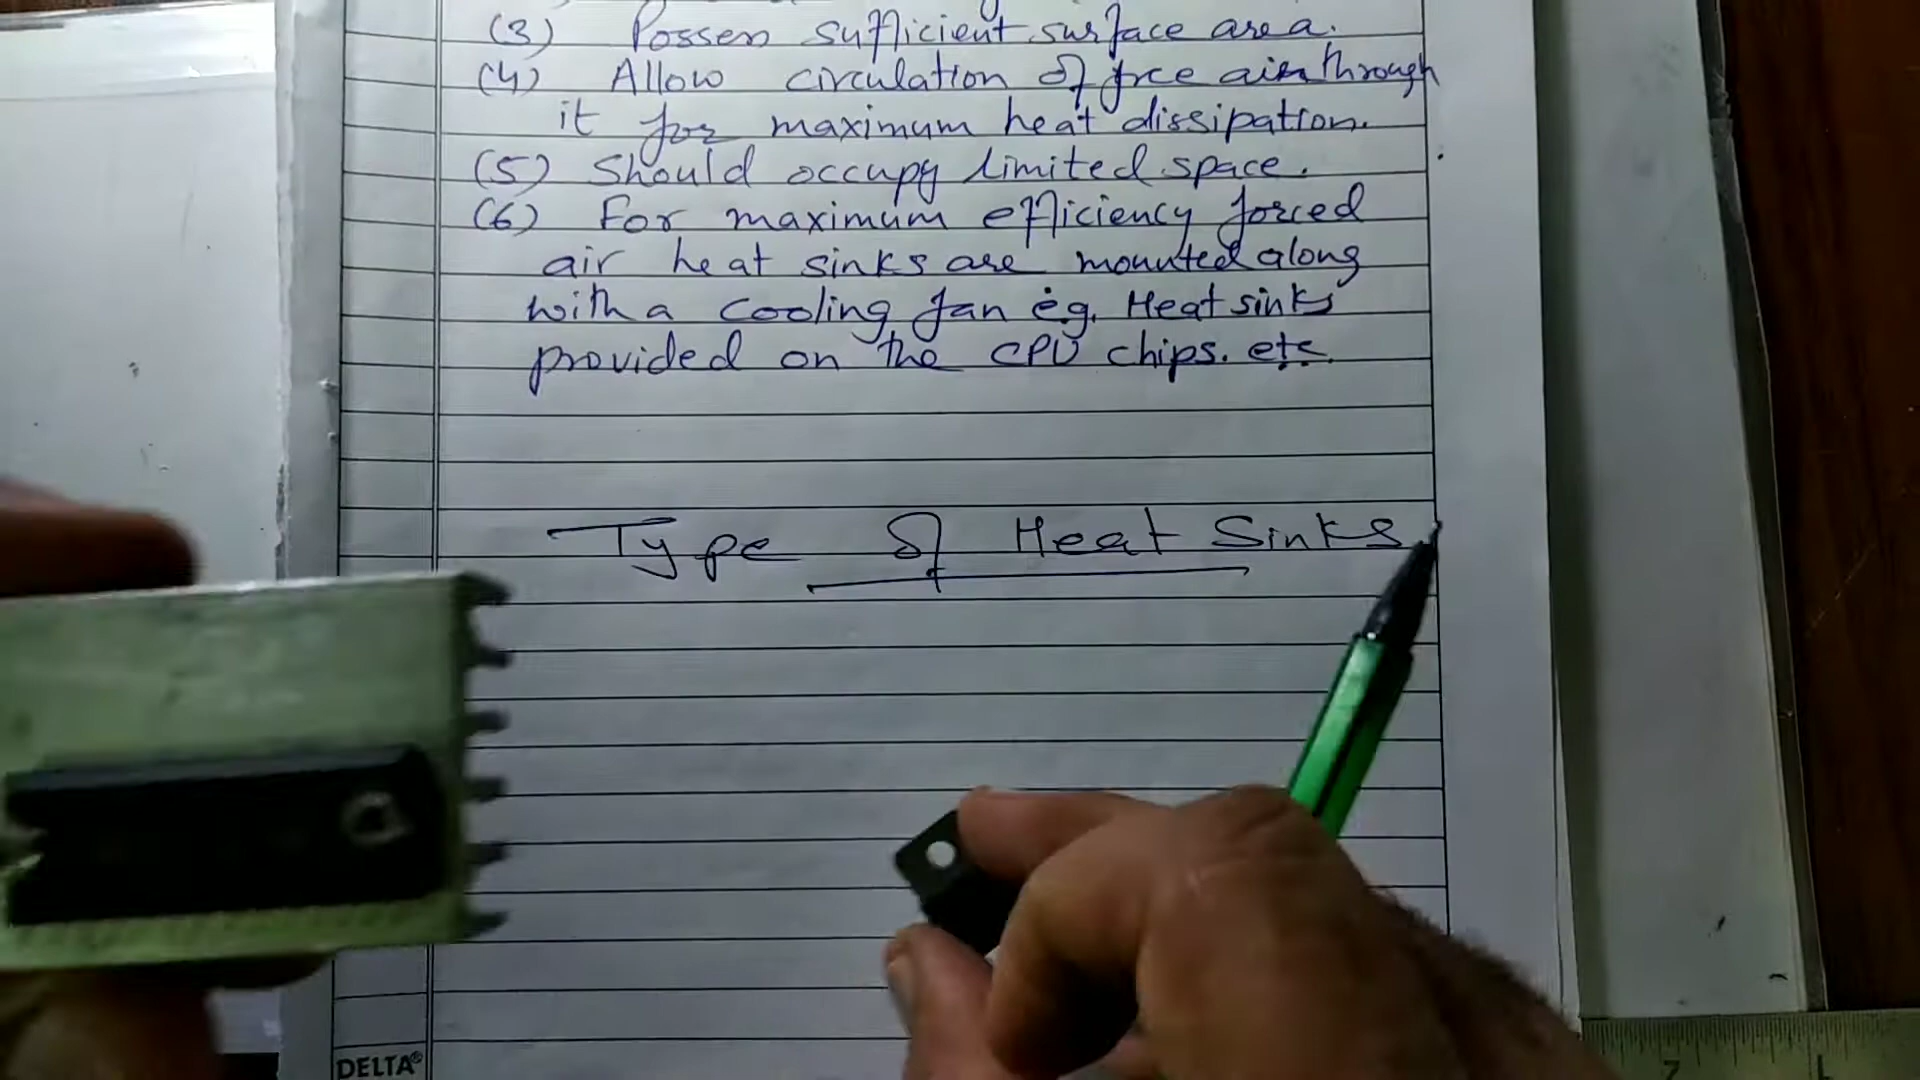 (3) Possess sufficient surface area.
(4) Allow circulation of free air through
it for maximum heat dissipation.
(5) Should occupy limited space.
(6) For maximum efficiency forced
air heat sinks are mounted along
with a cooling fan eg. Heat sinks
provided on the CPU chips. etc.
Type of Heat Sinks
DELTA®
7